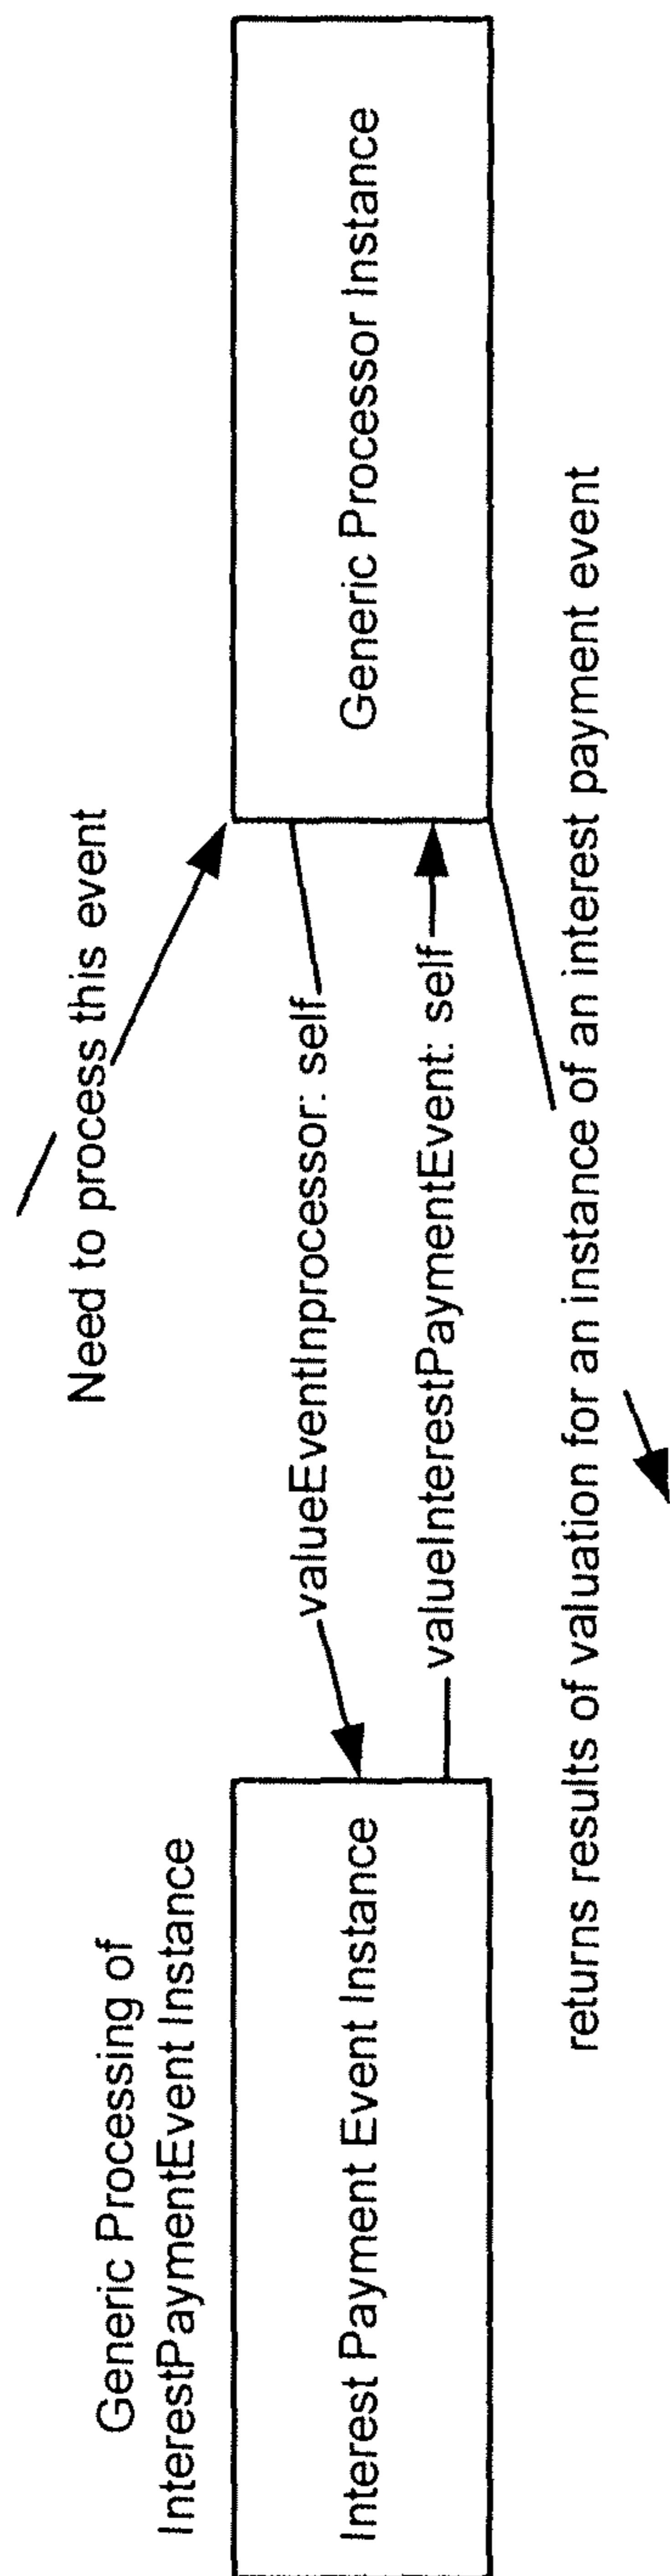 Generic Processing of
InterestPaymentEvent Instance
Need to process this event
Interest Payment Event Instance
valueEventInprocessor: self
valueInterestPaymentEvent: self
Generic Processor Instance
returns results of valuation for an instance of an interest payment event